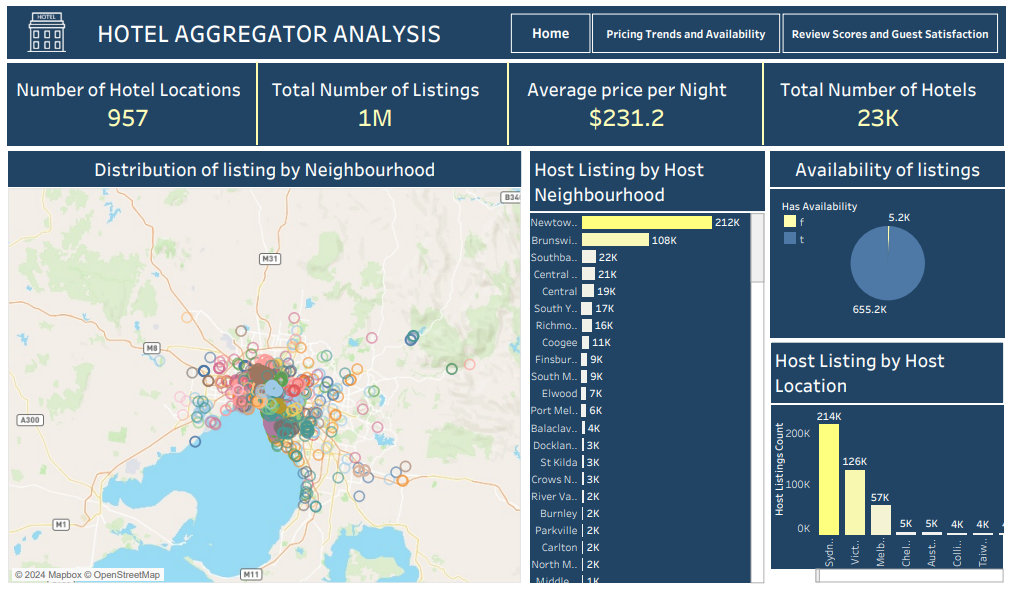 HOTEL
HOTEL AGGREGATOR ANALYSIS
Home
Pricing Trends and Availability
Review Scores and Guest Satisfaction
Number of Hotel Locations
957
Total Number of Listings
1M
Average price per Night
$231.2
Total Number of Hotels
23K
Distribution of listing by Neighbourhood
M31
M8
A300
M1
M11
© 2024 Mapbox © OpenStreetMap
Host Listing by Host
Neighbourhood
Newtow.. 212K
Brunswi.. 108K
Southba.. 22K
Central .. 21K
Central 19K
South Y.. 17K
Richmo.. 16K
Coogee 11K
Finsbur.. 9K
South M.. 9K
Elwood 7K
Port Mel.. 6K
Balaclav.. 4K
Docklan.. 3K
St Kilda 3K
Crows N.. 3K
River Va.. 2K
Burnley 2K
Parkville 2K
Carlton 2K
North M.. 2K
Middle.. 1K
Availability of listings
Has Availability
f
t
5.2K
655.2K
Host Listing by Host
Location
Host Listings Count
200K
100K
0K
214K
126K
57K
5K
5K
4K
4K
Sydn..
Vict..
Melb..
Chel..
Aust..
Colli..
Taiw..